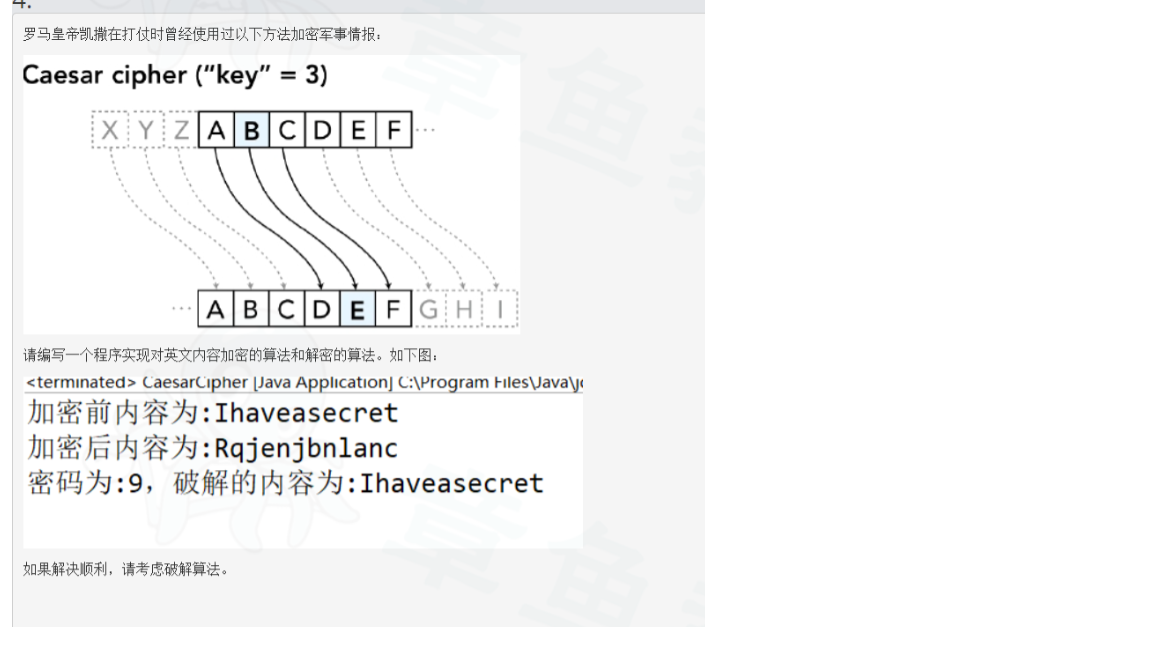 4.
罗马皇帝凯撒在打仗时曾经使用过以下方法加密军事情报：
Caesar cipher (“key” = 3)
X Y Z A B C D E F ···
··· A B C D E F G H I
请编写一个程序实现对英文内容加密的算法和解密的算法。如下图：
<terminated> CaesarCipher [Java Application] C:\Program Files\Java\j
加密前内容为:Ihaveasecret
加密后内容为:Rqjenjbnlanc
密码为:9，破解的内容为:Ihaveasecret
如果解决顺利，请考虑破解算法。